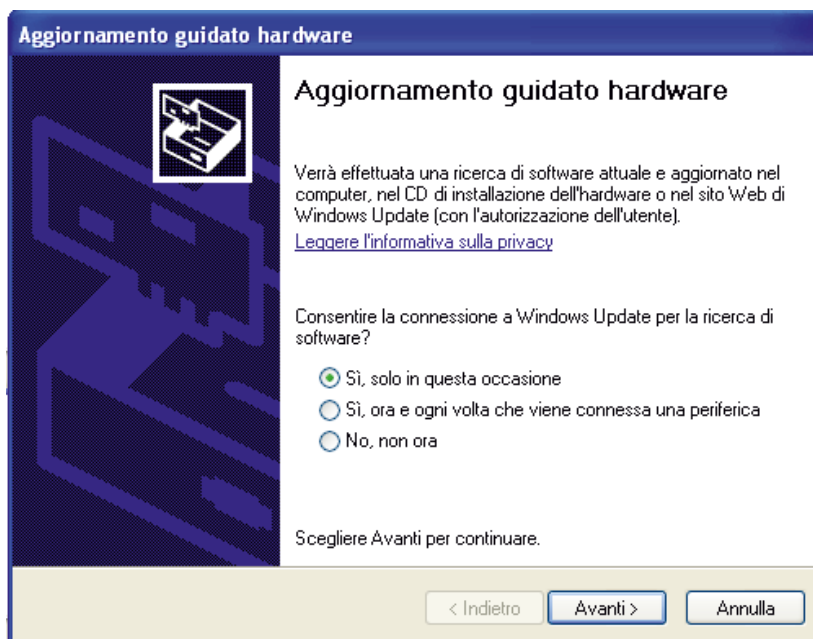 Aggiornamento guidato hardware
Aggiornamento guidato hardware
Verrà effettuata una ricerca di software attuale e aggiornato nel
computer, nel CD di installazione dell'hardware o nel sito Web di
Windows Update (con l'autorizzazione dell'utente).
Leggere l'informativa sulla privacy
Consentire la connessione a Windows Update per la ricerca di
software?
Sì, solo in questa occasione
Sì, ora e ogni volta che viene connessa una periferica
No, non ora
Scegliere Avanti per continuare.
< Indietro Avanti > Annulla